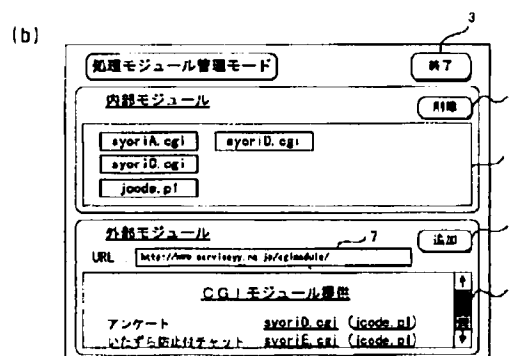 3
(b)
処理モジュール管理モード 終了
内部モジュール 削除
syoriA.cgi syoriD.cgi
syoriC.cgi
jcode.pl
外部モジュール 追加
URL 7
CGIモジュール提供
アンケート syoriD.cgi (jcode.pl)
いたずら防止付チャット syoriE.cgi (jcode.pl)